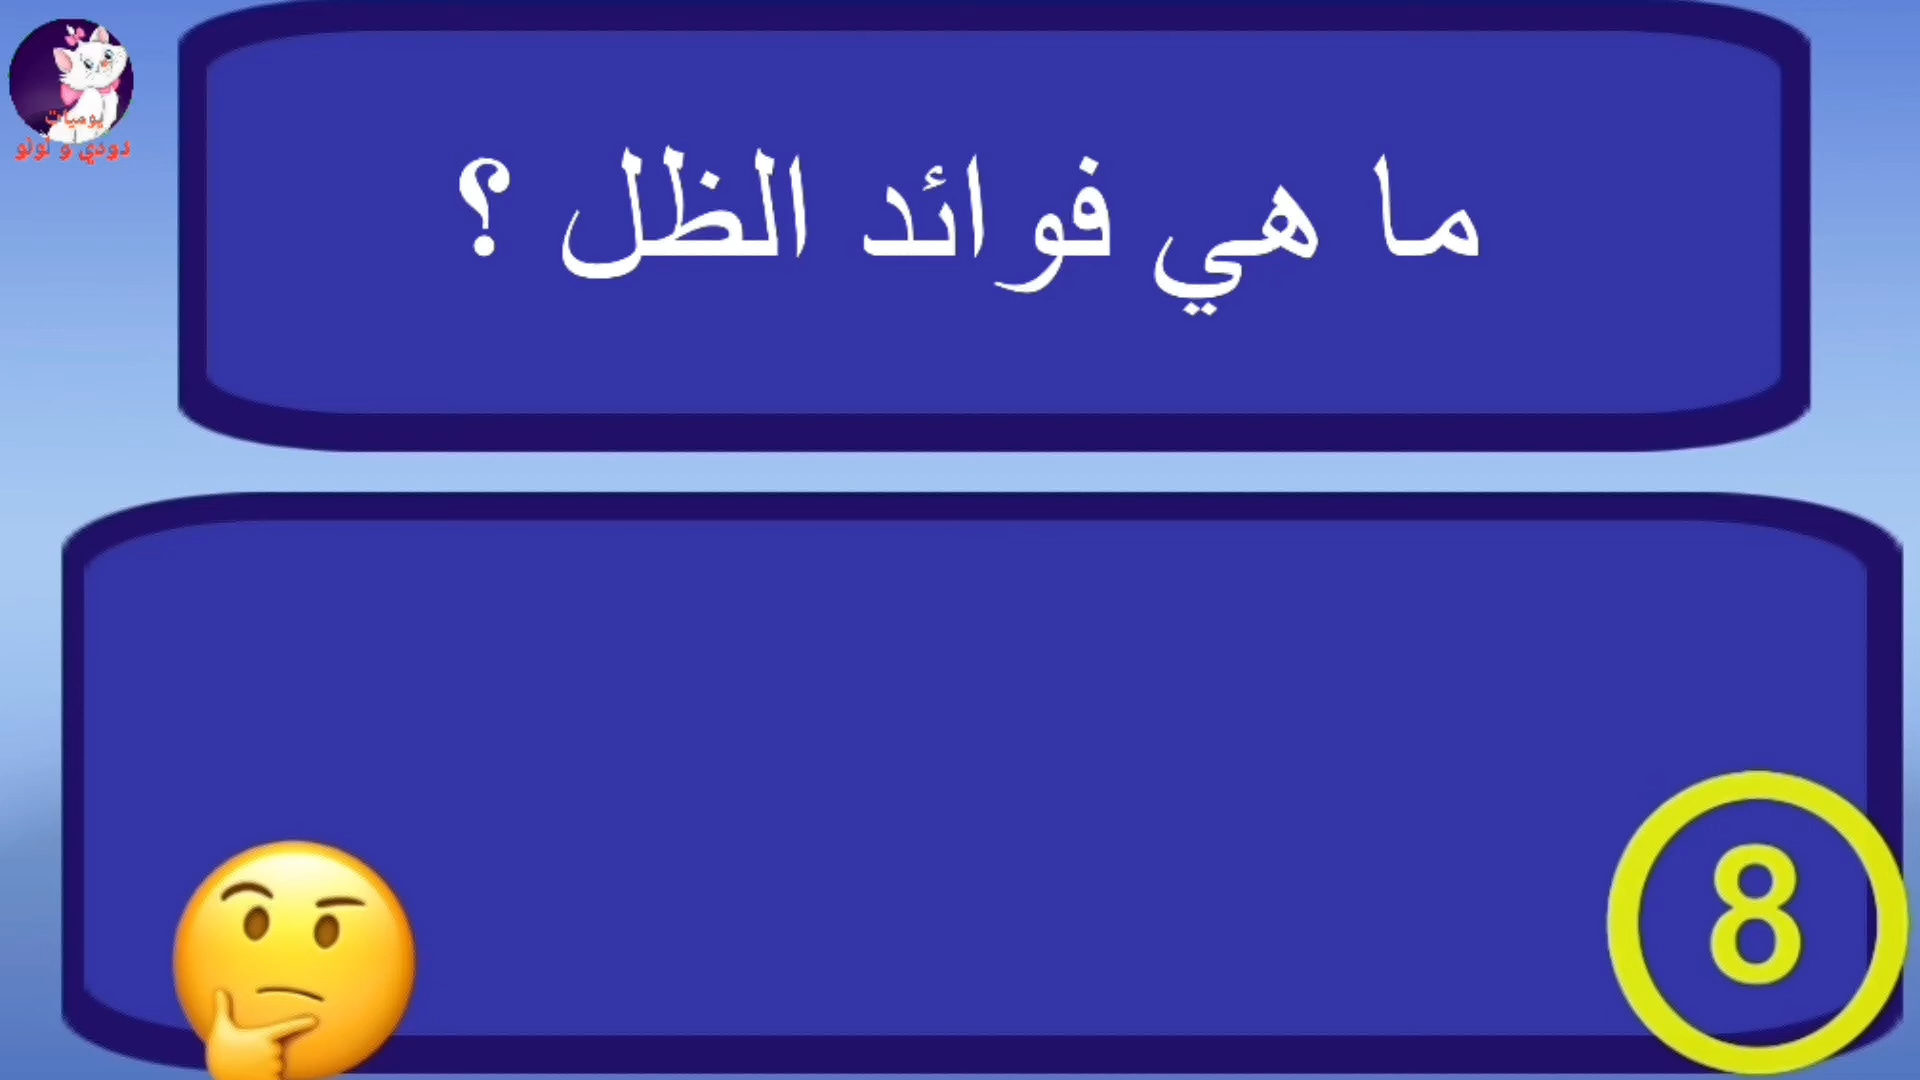 يوميات
دودي و لولو
ما هي فوائد الظل ؟
8